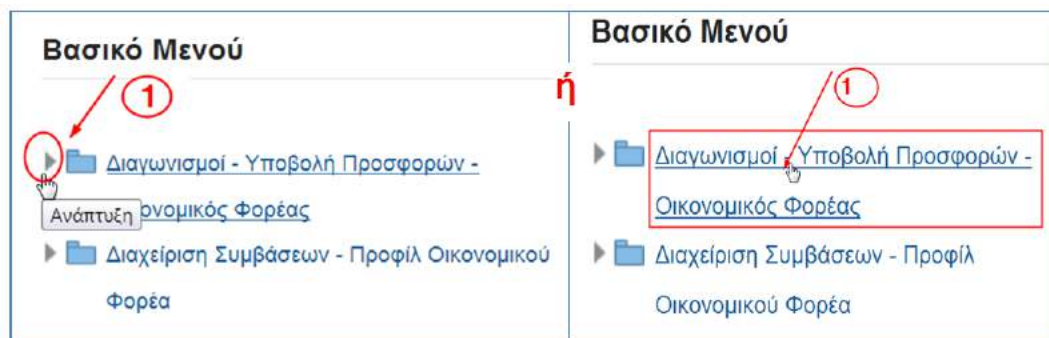 Βασικό Μενού
1
Διαγωνισμοί - Υποβολή Προσφορών -
Ανάπτυξη
ονομικός Φορέας
Διαχείριση Συμβάσεων - Προφίλ Οικονομικού
Φορέα
ή
Βασικό Μενού
1
Διαγωνισμοί - Υποβολή Προσφορών -
Οικονομικός Φορέας
Διαχείριση Συμβάσεων - Προφίλ
Οικονομικού Φορέα